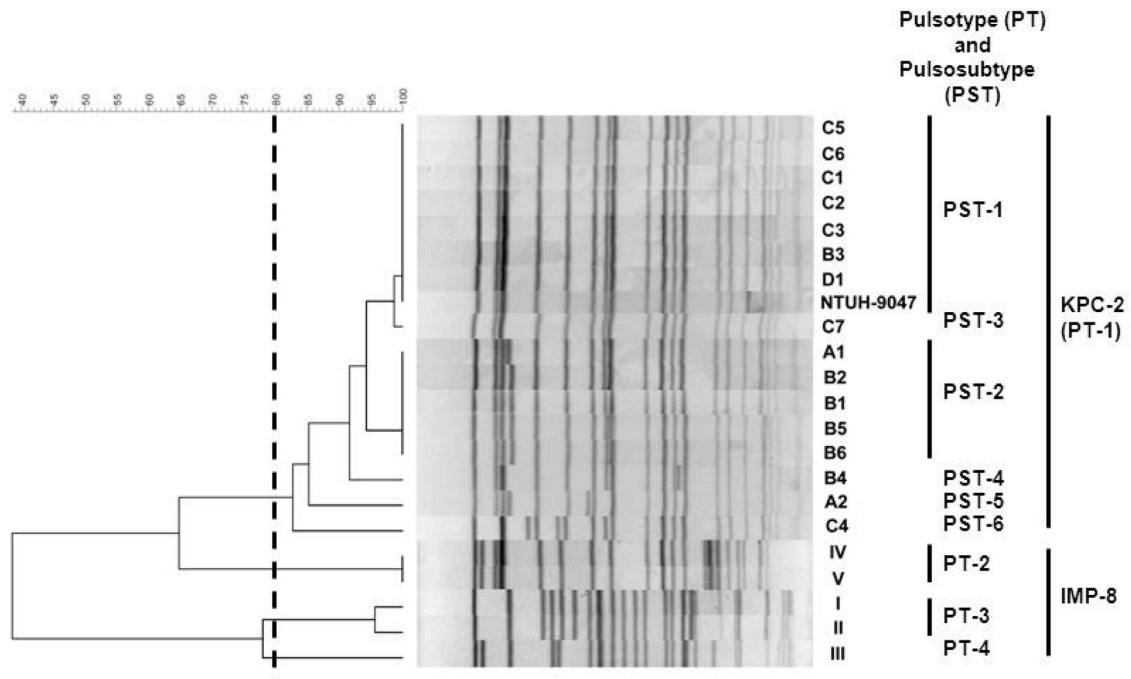 Pulsotype (PT)
and
Pulsosubtype
(PST)
40 45 50 55 60 65 70 75 80 85 90 95 100
C5
C6
C1
C2
PST-1
C3
B3
D1
NTUH-9047
KPC-2
(PT-1)
PST-3
C7
A1
B2
PST-2
B1
B5
B6
B4
PST-4
A2
PST-5
C4
PST-6
IV
PT-2
V
IMP-8
I
PT-3
II
III
PT-4